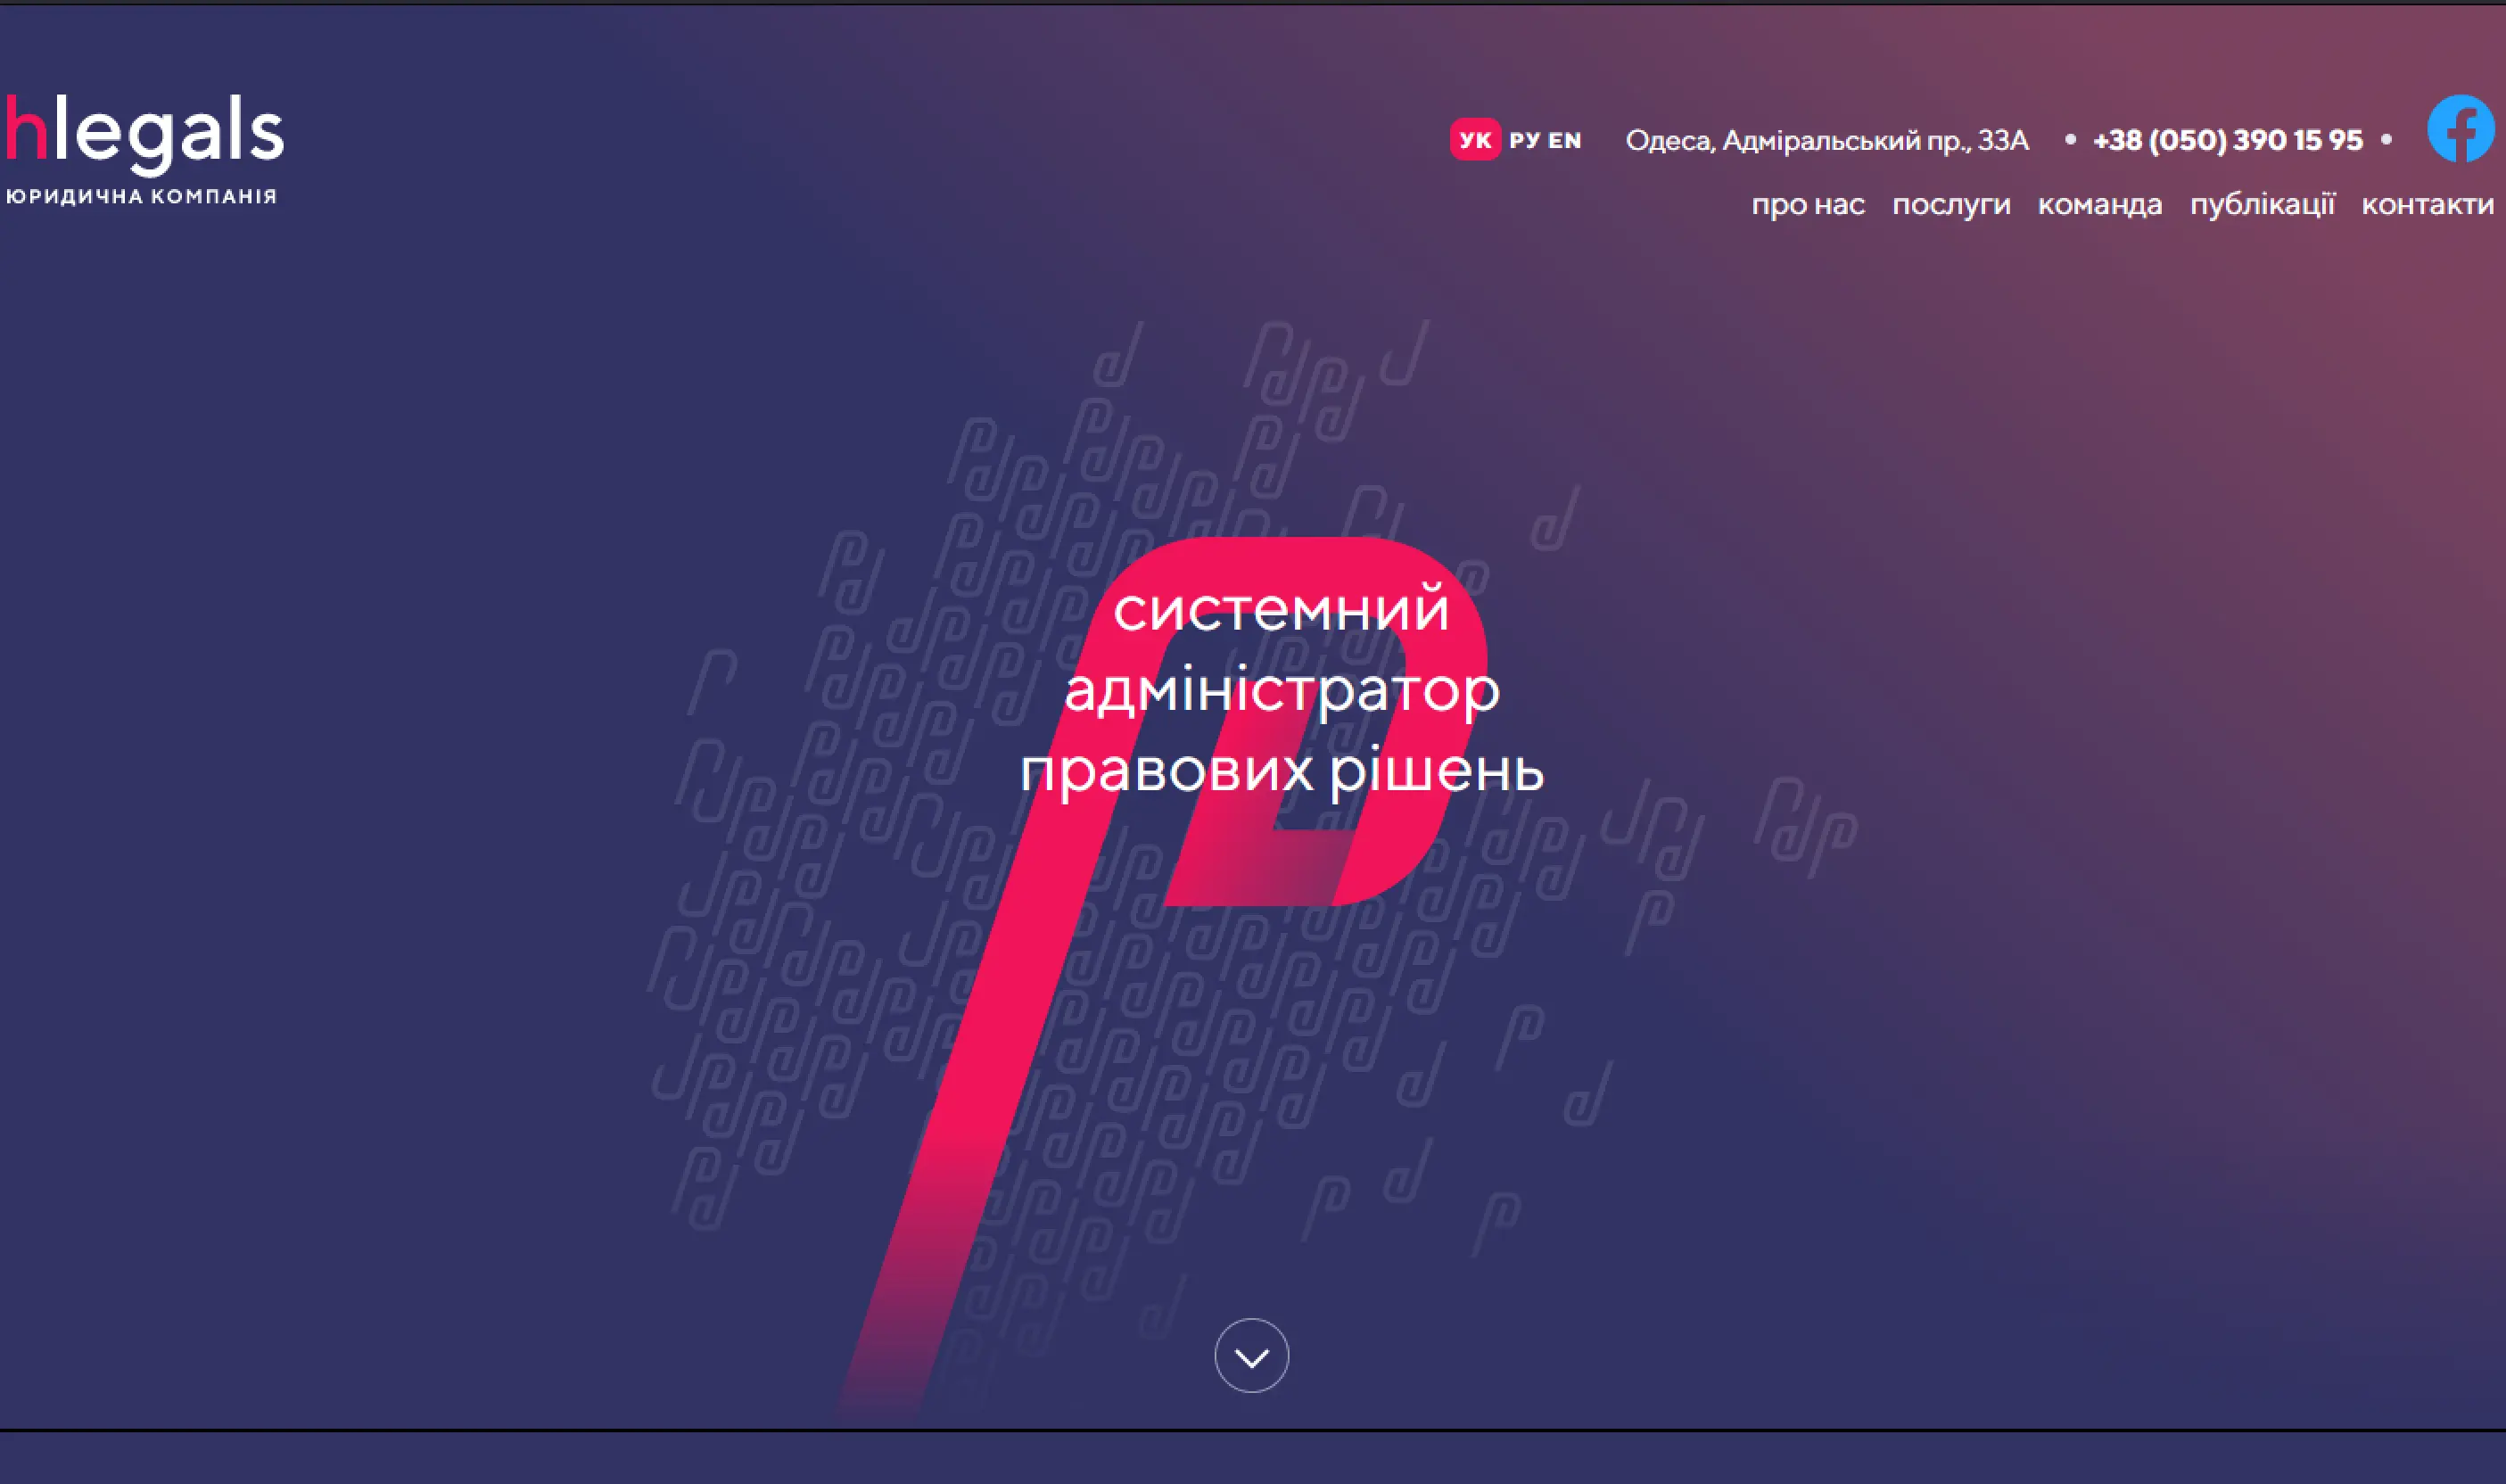 hlegals
ЮРИДИЧНА КОМПАНІЯ
УК РУ EN
Одеса, Адміральський пр., 33А • +38 (050) 390 15 95 •
про нас послуги команда публікації контакти
системний
адміністратор
правових рішень